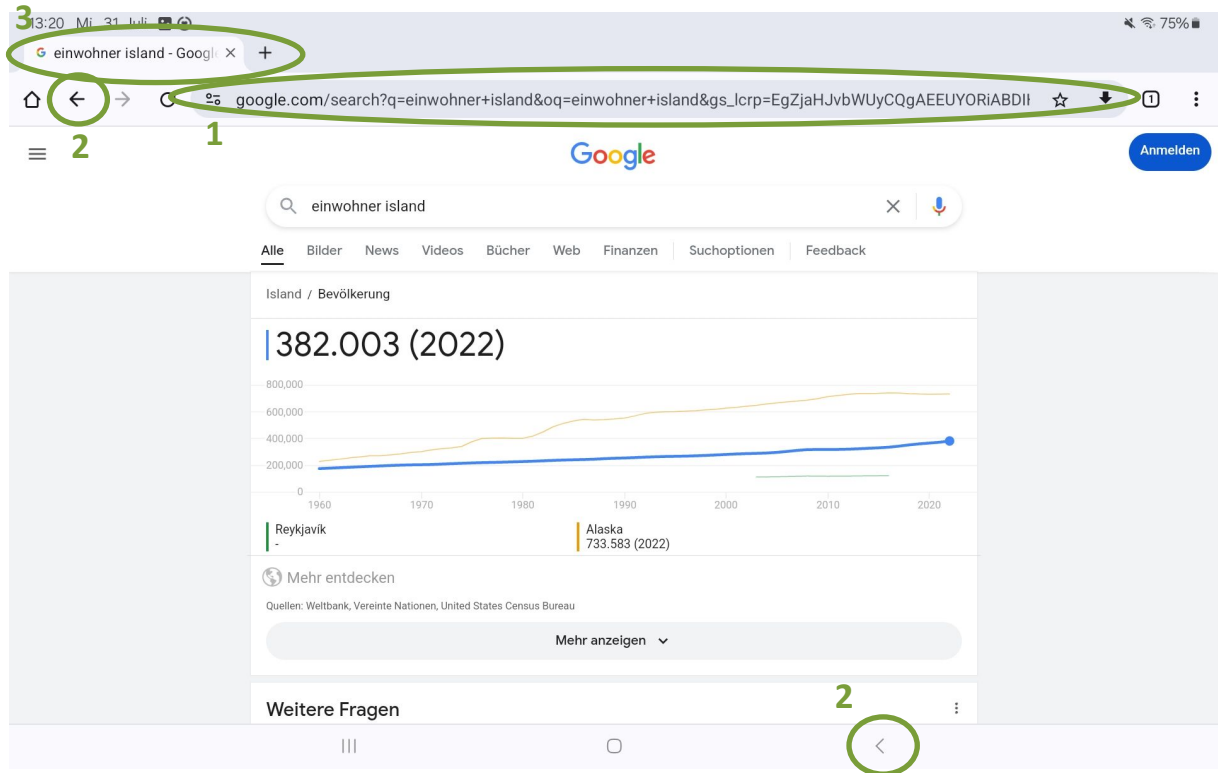 3
13:20 Mi. 31. Juli 75%
einwohner island - Google
google.com/search?q=einwohner+island&oq=einwohner+island&gs_lcrp=EgZjaHJvbWUyCQgAEEUYORiABDIH
1
2
2
Google
Anmelden
einwohner island
Alle Bilder News Videos Bücher Web Finanzen Suchoptionen Feedback
Island / Bevölkerung
382.003 (2022)
800,000
600,000
400,000
200,000
0
1960 1970 1980 1990 2000 2010 2020
Reykjavík
-
Alaska
733.583 (2022)
Mehr entdecken
Quellen: Weltbank, Vereinte Nationen, United States Census Bureau
Mehr anzeigen
Weitere Fragen